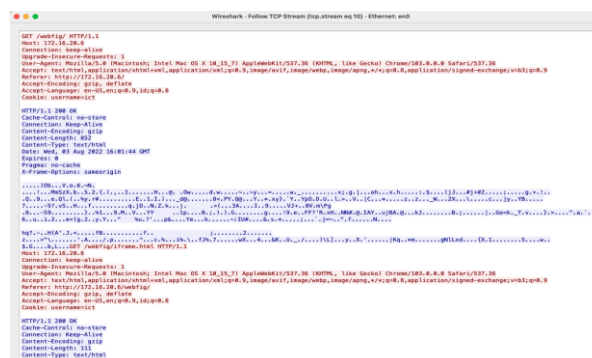 Wireshark · Follow TCP Stream (tcp.stream eq 10) · Ethernet: en0
GET /webfig/ HTTP/1.1
Host: 172.16.20.6
Connection: keep-alive
Upgrade-Insecure-Requests: 1
User-Agent: Mozilla/5.0 (Macintosh; Intel Mac OS X 10_15_7) AppleWebKit/537.36 (KHTML, like Gecko) Chrome/103.0.0.0 Safari/537.36
Accept: text/html,application/xhtml+xml,application/xml;q=0.9,image/avif,image/webp,image/apng,*/*;q=0.8,application/signed-exchange;v=b3;q=0.9
Referer: http://172.16.20.6/
Accept-Encoding: gzip, deflate
Accept-Language: en-US,en;q=0.9,id;q=0.8
Cookie: username=ict
HTTP/1.1 200 OK
Cache-Control: no-store
Connection: Keep-Alive
Content-Encoding: gzip
Content-Length: 852
Content-Type: text/html
Date: Wed, 03 Aug 2022 16:01:44 GMT
Expires: 0
Pragma: no-cache
X-Frame-Options: sameorigin
GET /webfig/iframe.html HTTP/1.1
Host: 172.16.20.6
Connection: keep-alive
Upgrade-Insecure-Requests: 1
User-Agent: Mozilla/5.0 (Macintosh; Intel Mac OS X 10_15_7) AppleWebKit/537.36 (KHTML, like Gecko) Chrome/103.0.0.0 Safari/537.36
Accept: text/html,application/xhtml+xml,application/xml;q=0.9,image/avif,image/webp,image/apng,*/*;q=0.8,application/signed-exchange;v=b3;q=0.9
Referer: http://172.16.20.6/webfig/
Accept-Encoding: gzip, deflate
Accept-Language: en-US,en;q=0.9,id;q=0.8
Cookie: username=ict
HTTP/1.1 200 OK
Cache-Control: no-store
Connection: Keep-Alive
Content-Encoding: gzip
Content-Length: 111
Content-Type: text/html